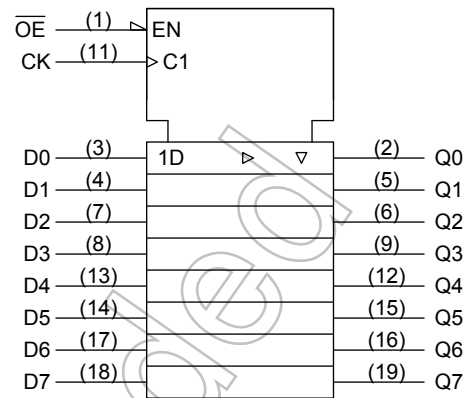 OE (1) EN
CK (11) C1
D0 (3) 1D (2) Q0
D1 (4) (5) Q1
D2 (7) (6) Q2
D3 (8) (9) Q3
D4 (13) (12) Q4
D5 (14) (15) Q5
D6 (17) (16) Q6
D7 (18) (19) Q7
ded